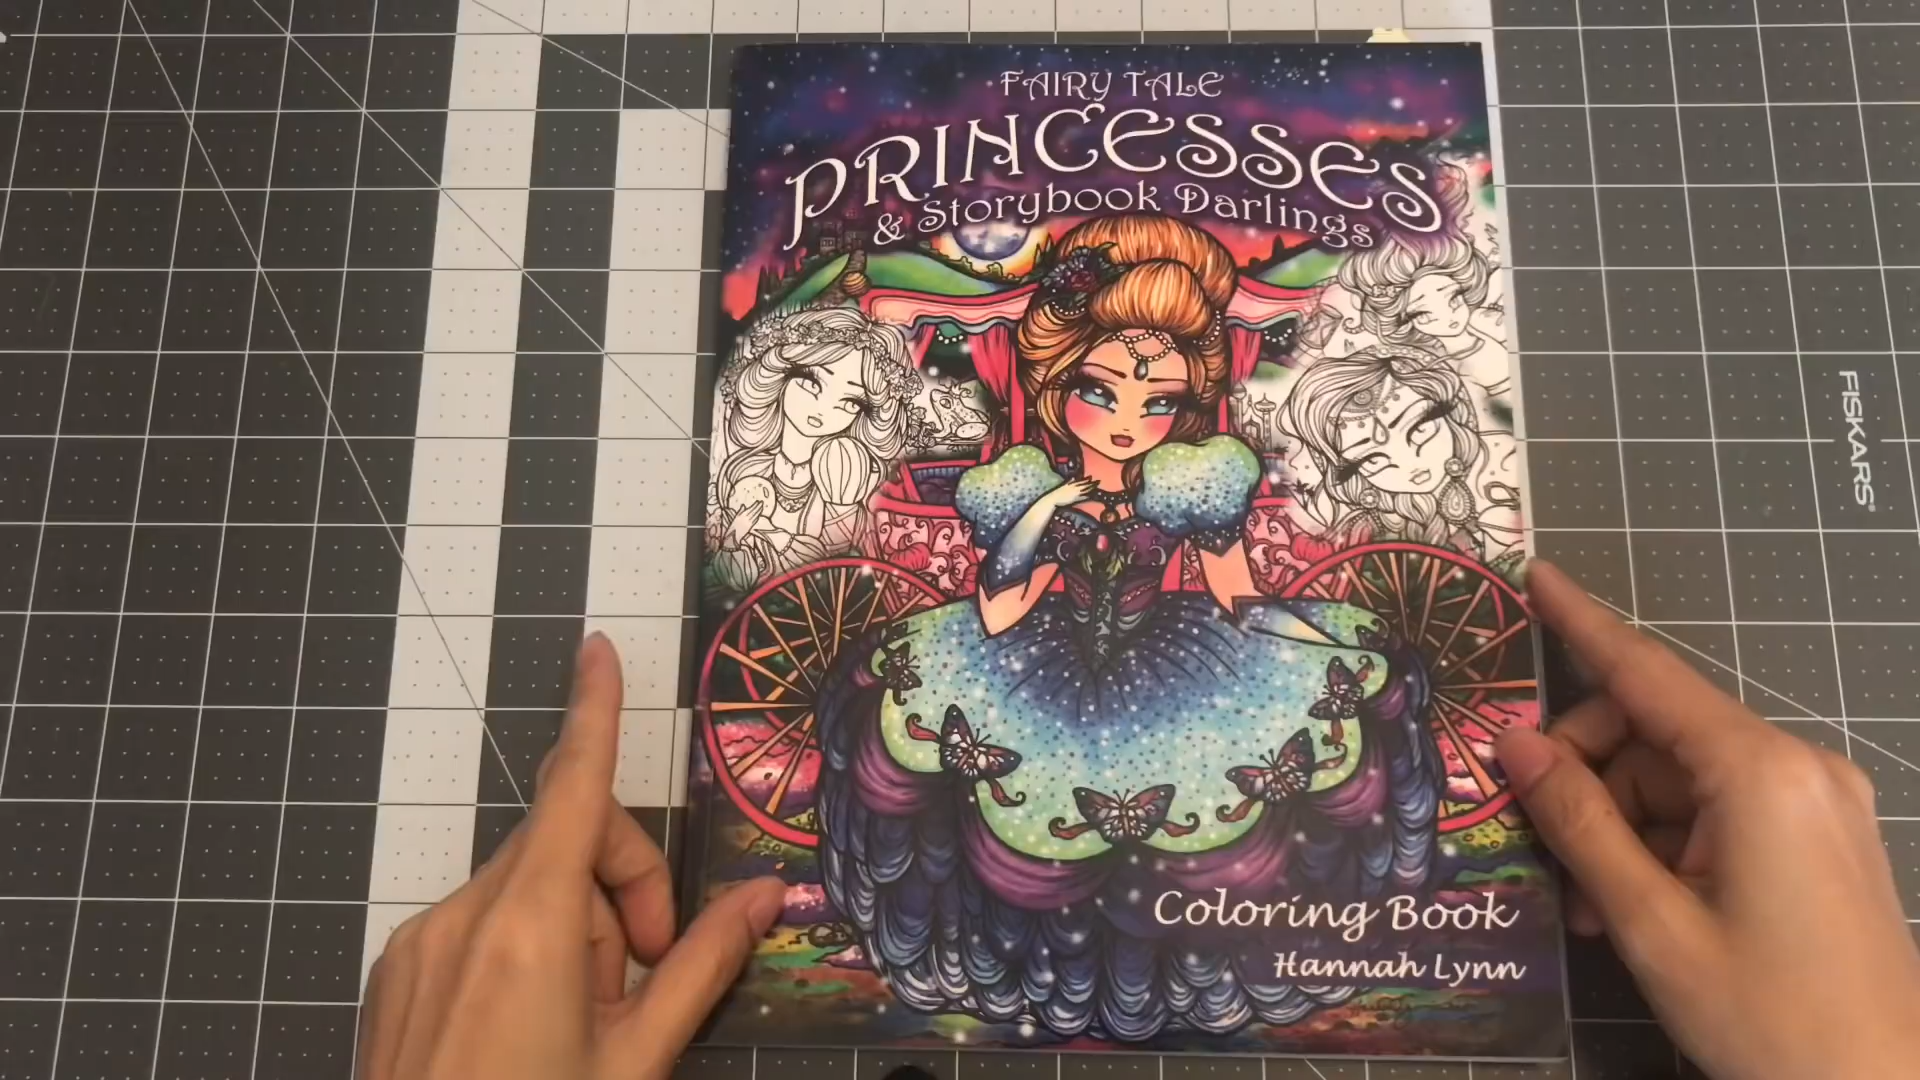 FAIRY TALE
PRINCESSES
& Storybook Darlings
Coloring Book
Hannah Lynn
FISKARS®